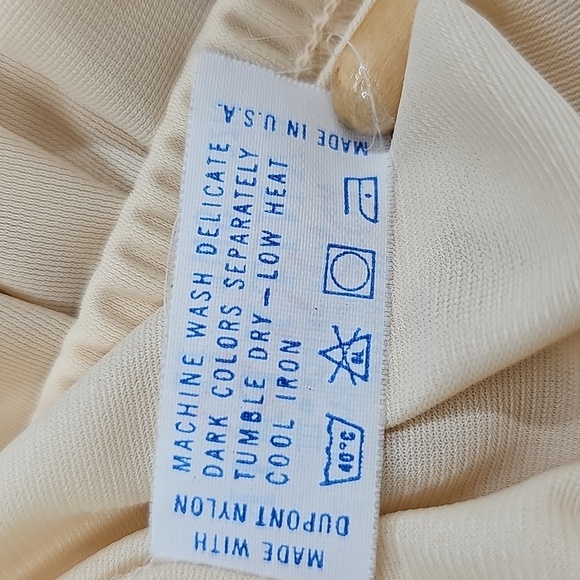 MACHINE WASH DELICATE
DARK COLORS SEPARATELY
TUMBLE DRY—LOW HEAT
COOL IRON
40°C
CL
MADE WITH
DUPONT NYLON
MADE IN U.S.A.